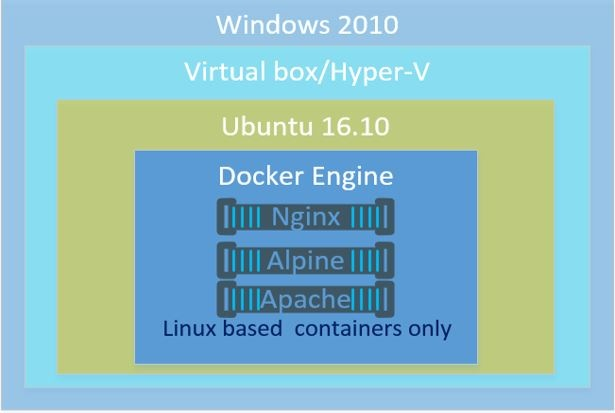 Windows 2010
Virtual box/Hyper-V
Ubuntu 16.10
Docker Engine
Nginx
Alpine
Apache
Linux based containers only